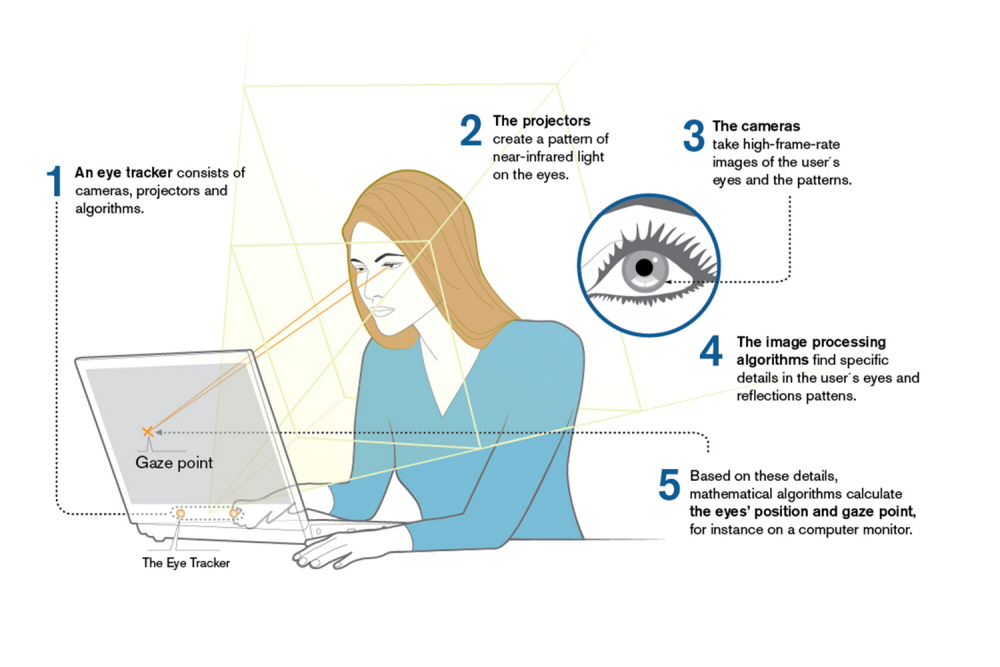 1
An eye tracker consists of
cameras, projectors and
algorithms.
2
The projectors
create a pattern of
near-infrared light
on the eyes.
3
The cameras
take high-frame-rate
images of the user´s
eyes and the patterns.
4
The image processing
algorithms find specific
details in the user´s eyes and
reflections pattens.
Gaze point
5
Based on these details,
mathematical algorithms calculate
the eyes’ position and gaze point,
for instance on a computer monitor.
The Eye Tracker